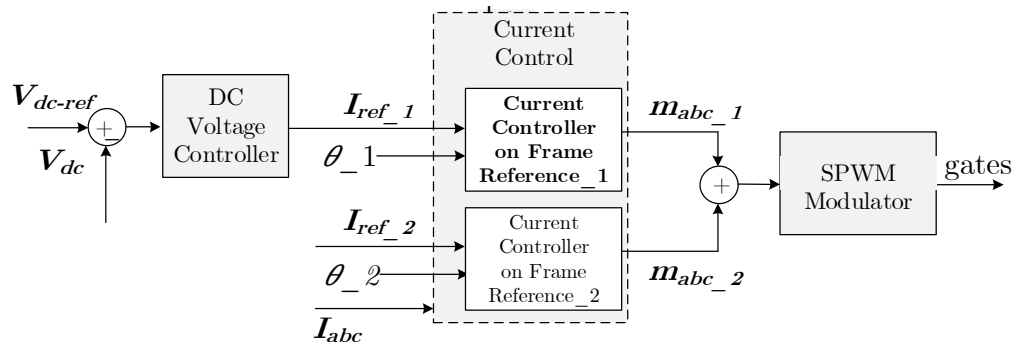 Current
Control
V_dc-ref
+
−
V_dc
DC
Voltage
Controller
I_ref_1
θ_1
Current
Controller
on Frame
Reference_1
m_abc_1
I_ref_2
θ_2
I_abc
Current
Controller
on Frame
Reference_2
m_abc_2
+
SPWM
Modulator
gates